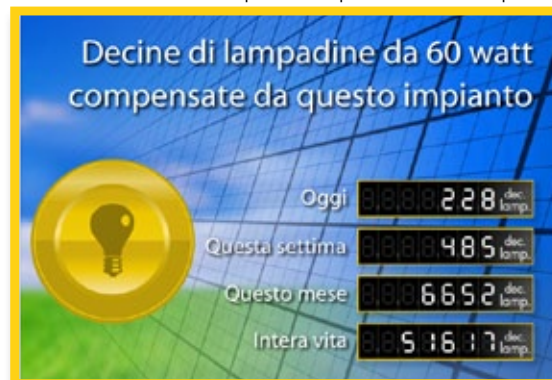 Decine di lampadine da 60 watt
compensate da questo impianto
Oggi 228 dec. lamp.
Questa settima 485 dec. lamp.
Questo mese 6652 dec. lamp.
Intera vita 51617 dec. lamp.